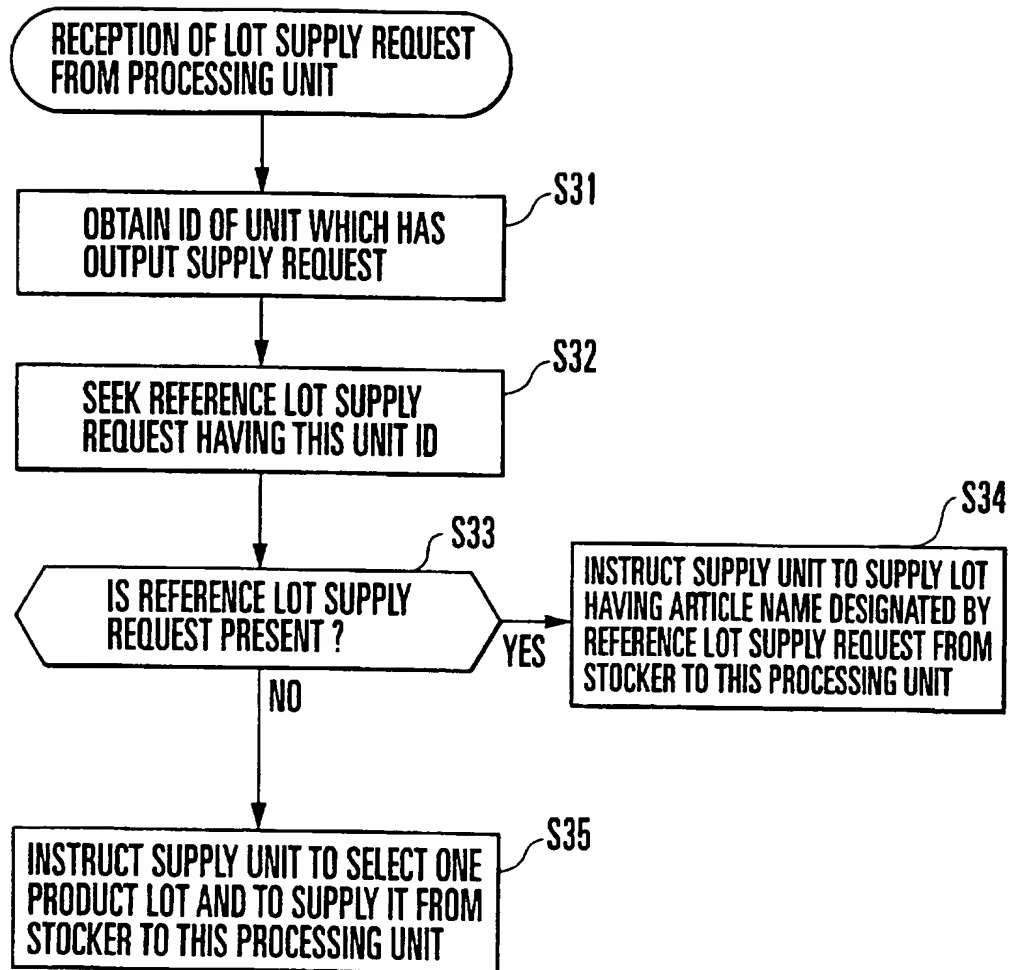 RECEPTION OF LOT SUPPLY REQUEST
FROM PROCESSING UNIT
S31
OBTAIN ID OF UNIT WHICH HAS
OUTPUT SUPPLY REQUEST
S32
SEEK REFERENCE LOT SUPPLY
REQUEST HAVING THIS UNIT ID
S33
IS REFERENCE LOT SUPPLY
REQUEST PRESENT ?
YES
NO
S34
INSTRUCT SUPPLY UNIT TO SUPPLY LOT
HAVING ARTICLE NAME DESIGNATED BY
REFERENCE LOT SUPPLY REQUEST FROM
STOCKER TO THIS PROCESSING UNIT
S35
INSTRUCT SUPPLY UNIT TO SELECT ONE
PRODUCT LOT AND TO SUPPLY IT FROM
STOCKER TO THIS PROCESSING UNIT